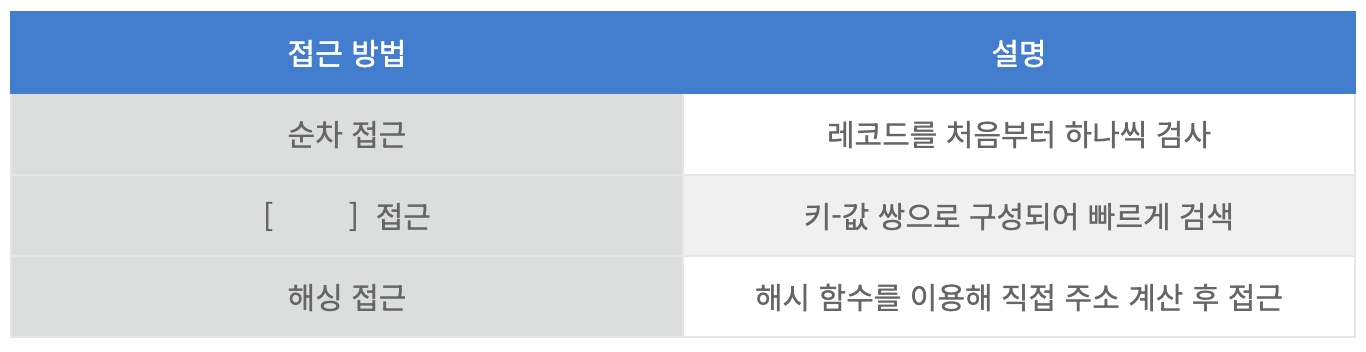 접근 방법 설명
순차 접근 레코드를 처음부터 하나씩 검사
[ ] 접근 키-값 쌍으로 구성되어 빠르게 검색
해싱 접근 해시 함수를 이용해 직접 주소 계산 후 접근